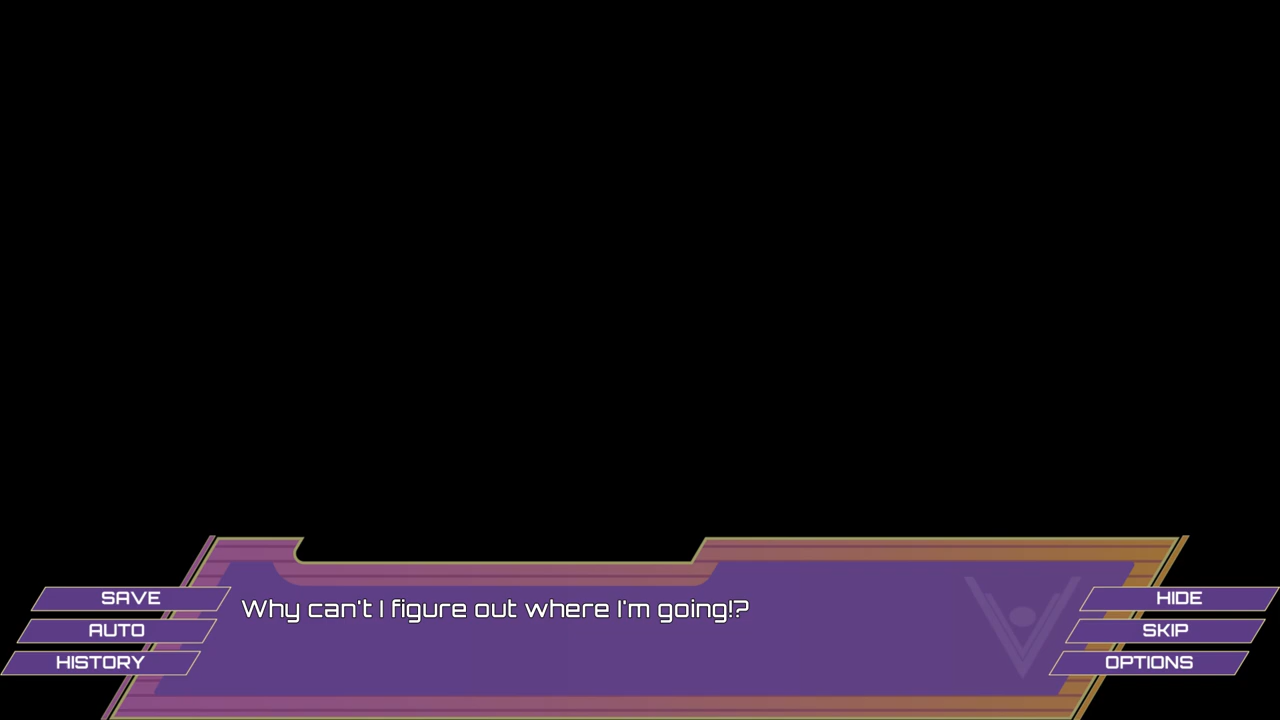 Why can't I figure out where I'm going!?
SAVE
AUTO
HISTORY
HIDE
SKIP
OPTIONS